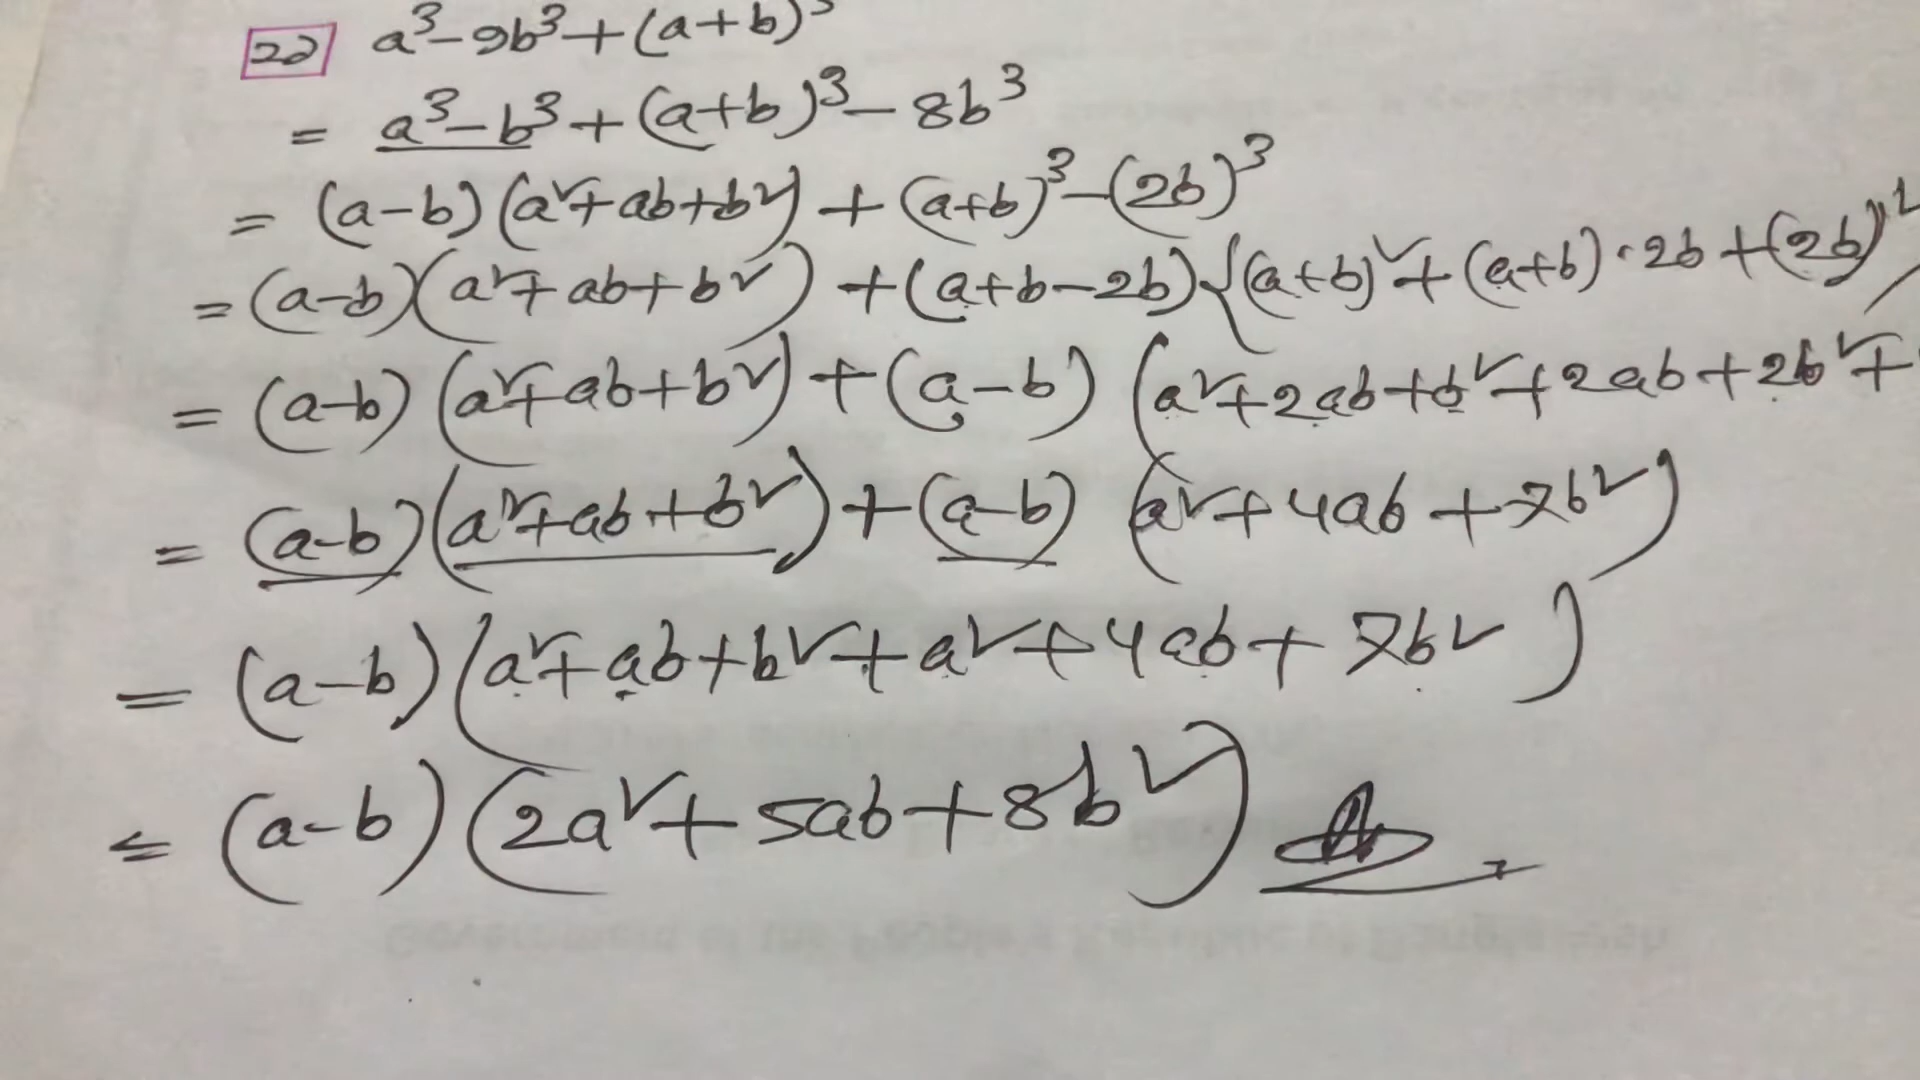 22 a³-9b³+(a+b)³
= a³-b³+(a+b)³-8b³
= (a-b)(a²+ab+b²)+(a+b)³-(2b)³
= (a-b)(a²+ab+b²)+(a+b-2b){(a+b)²+(a+b)·2b+(2b)²
= (a-b)(a²+ab+b²)+(a-b)(a²+2ab+b²+2ab+2b²+
= (a-b)(a²+ab+b²)+(a-b)(a²+4ab+7b²)
= (a-b)(a²+ab+b²+a²+4ab+7b²)
= (a-b)(2a²+5ab+8b²)